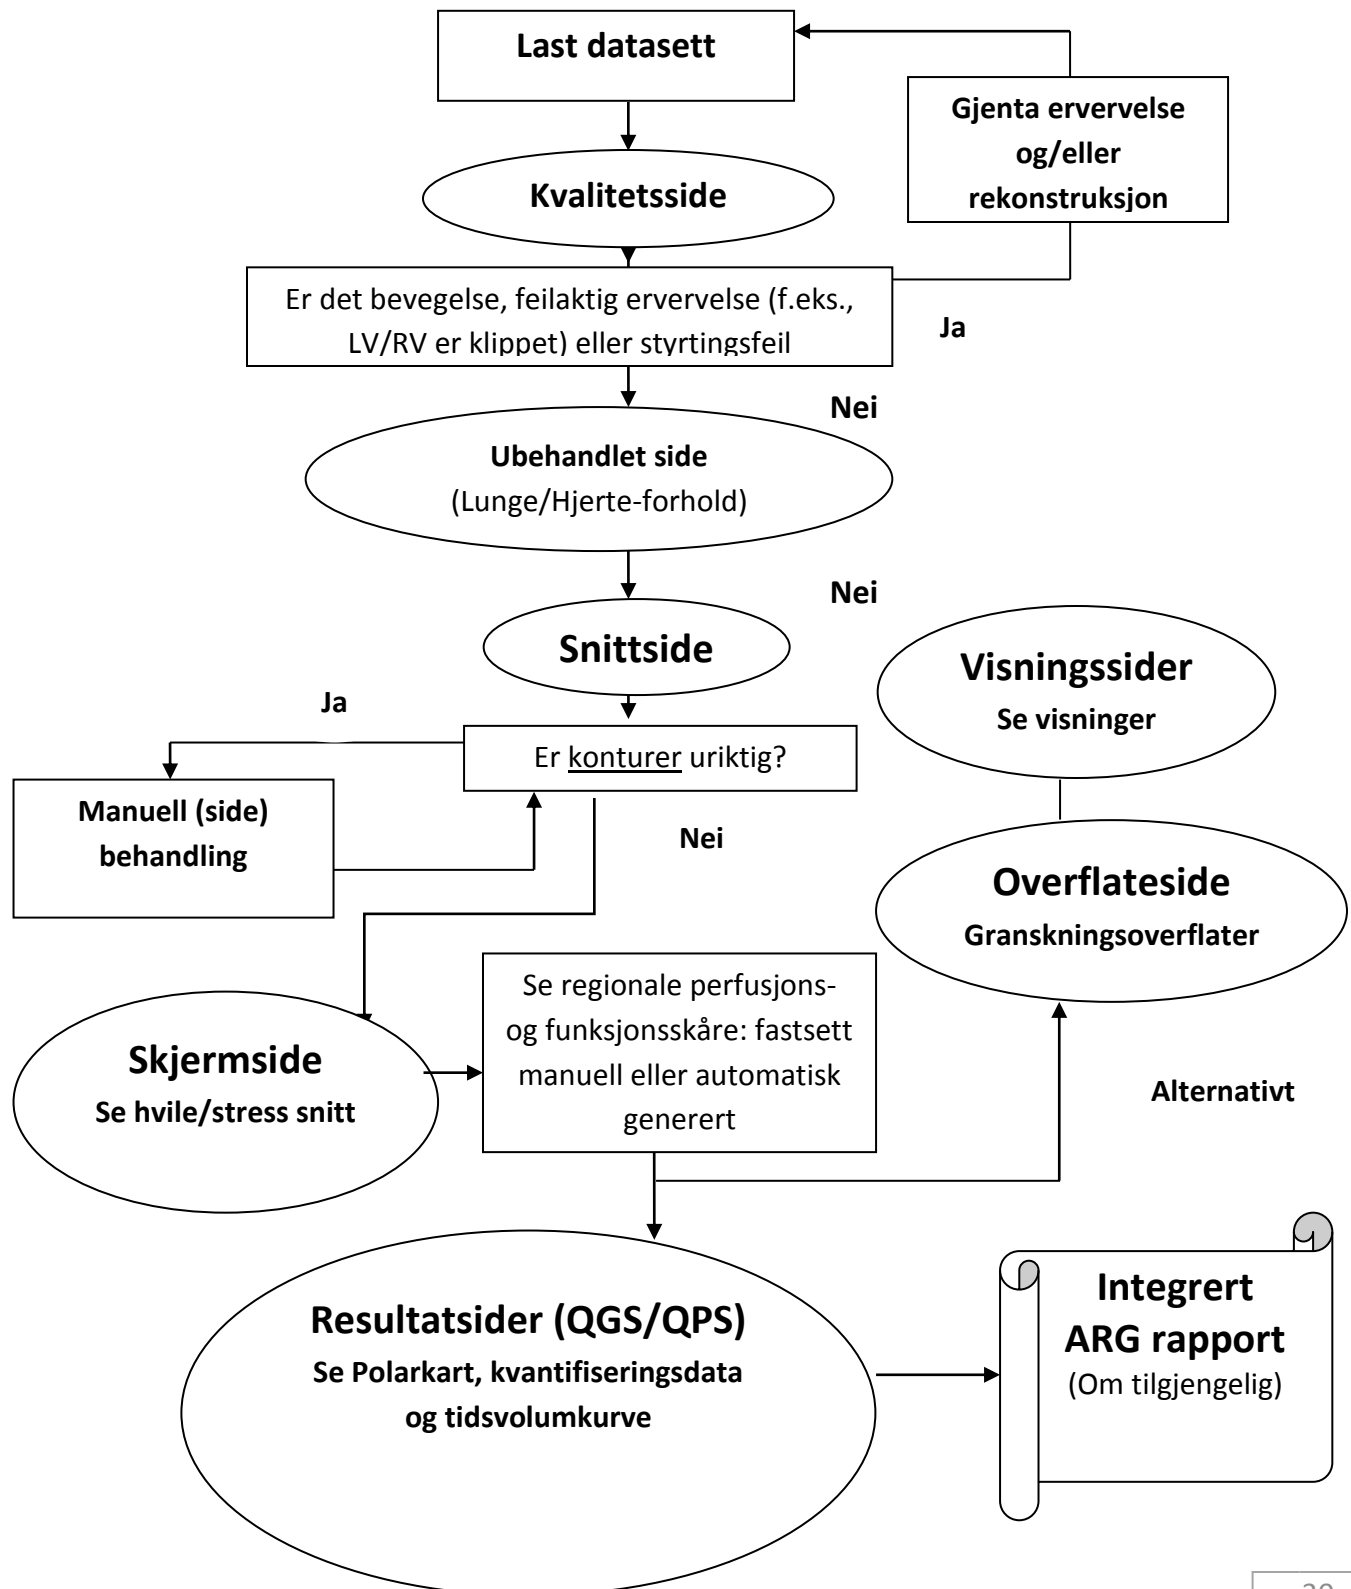 Last datasett
Gjenta ervervelse
og/eller
rekonstruksjon
Kvalitetsside
Er det bevegelse, feilaktig ervervelse (f.eks.,
LV/RV er klippet) eller styrtingsfeil
Ja
Nei
Ubehandlet side
(Lunge/Hjerte-forhold)
Nei
Snittside
Visningssider
Se visninger
Ja
Er konturer uriktig?
Manuell (side)
behandling
Nei
Overflateside
Granskningsoverflater
Se regionale perfusjons-
og funksjonsskåre: fastsett
manuell eller automatisk
generert
Skjermside
Se hvile/stress snitt
Alternativt
Resultatsider (QGS/QPS)
Se Polarkart, kvantifiseringsdata
og tidsvolumkurve
Integrert
ARG rapport
(Om tilgjengelig)